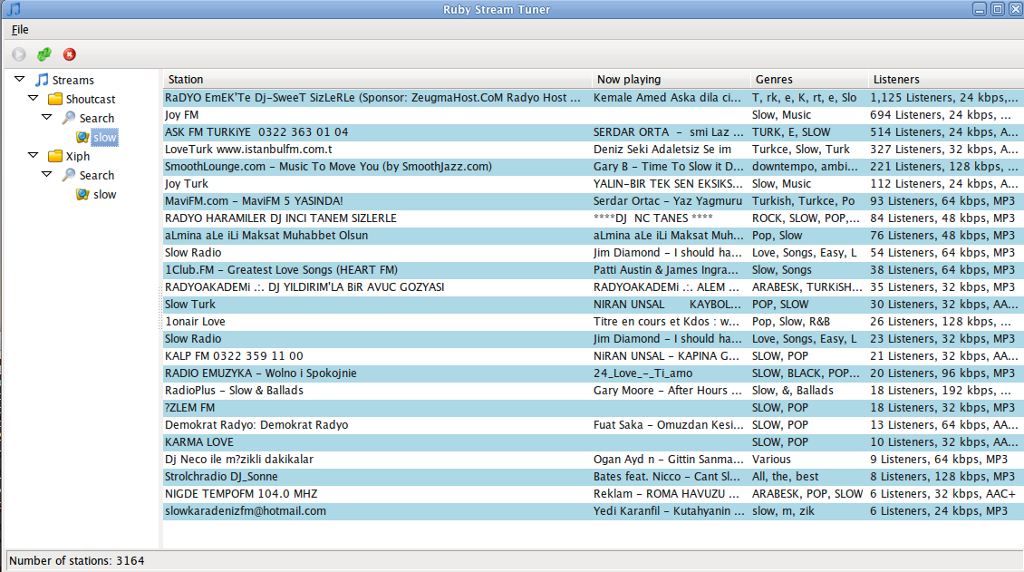 Ruby Stream Tuner
File
Streams
Shoutcast
Search
slow
Xiph
Search
slow
Station Now playing Genres Listeners
RaDYO EmEK'Te Dj-SweeT SizLeRLe (Sponsor: ZeugmaHost.CoM Radyo Host ... Kemale Amed Aska dila ci... T, rk, e, K, rt, e, Slo 1,125 Listeners, 24 kbps,...
Joy FM Slow, Music 694 Listeners, 24 kbps, ...
ASK FM TURKiYE 0322 363 01 04 SERDAR ORTA - smi Laz ... TURK, E, SLOW 514 Listeners, 24 kbps, A...
LoveTurk www.istanbulfm.com.t Deniz Seki Adaletsiz Se im Turkce, Slow, Turk 327 Listeners, 32 kbps, A...
SmoothLounge.com - Music To Move You (by SmoothJazz.com) Gary B - Time To Slow it D... downtempo, ambi... 221 Listeners, 128 kbps, ...
Joy Turk YALIN-BIR TEK SEN EKSIKS... Slow, Music 112 Listeners, 24 kbps, A...
MaviFM.com - MaviFM 5 YASINDA! Serdar Ortac - Yaz Yagmuru Turkish, Turkce, Po 93 Listeners, 64 kbps, MP3
RADYO HARAMILER DJ INCI TANEM SIZLERLE ****DJ NC TANES **** ROCK, SLOW, POP,... 84 Listeners, 48 kbps, MP3
aLmina aLe iLi Maksat Muhabbet Olsun aLmina aLe iLi Maksat Muh... Pop, Slow 76 Listeners, 48 kbps, MP3
Slow Radio Jim Diamond - I should ha... Love, Songs, Easy, L 54 Listeners, 64 kbps, MP3
1Club.FM - Greatest Love Songs (HEART FM) Patti Austin & James Ingra... Slow, Songs 38 Listeners, 64 kbps, MP3
RADYOAKADEMi .:. DJ YILDIRIM'LA BiR AVUC GOZYASI RADYOAKADEMi .:. ALEM ... ARABESK, TURKiSH... 35 Listeners, 32 kbps, MP3
Slow Turk NIRAN UNSAL KAYBOL... POP, SLOW 30 Listeners, 32 kbps, AA...
1onair Love Titre en cours et Kdos : w... Pop, Slow, R&B 26 Listeners, 128 kbps, ...
Slow Radio Jim Diamond - I should ha... Love, Songs, Easy, L 23 Listeners, 32 kbps, MP3
KALP FM 0322 359 11 00 NiRAN UNSAL - KAPINA G... SLOW, POP 21 Listeners, 32 kbps, AA...
RADIO EMUZYKA - Wolno i Spokojnie 24_Love_-_Ti_amo SLOW, BLACK, POP... 20 Listeners, 96 kbps, MP3
RadioPlus - Slow & Ballads Gary Moore - After Hours ... Slow, &, Ballads 18 Listeners, 192 kbps, ...
?ZLEM FM SLOW, POP 18 Listeners, 32 kbps, MP3
Demokrat Radyo: Demokrat Radyo Fuat Saka - Omuzdan Kesi... SLOW, POP 13 Listeners, 64 kbps, AA...
KARMA LOVE SLOW, POP 10 Listeners, 32 kbps, AA...
Dj Neco ile m?zikli dakikalar Ogan Ayd n - Gittin Sanma... Various 9 Listeners, 64 kbps, MP3
Strolchradio DJ_Sonne Bates feat. Nicco - Cant Sl... All, the, best 8 Listeners, 128 kbps, MP3
NIGDE TEMPOFM 104.0 MHZ Reklam - ROMA HAVUZU ... ARABESK, POP, SLOW 6 Listeners, 32 kbps, AAC+
slowkaradenizfm@hotmail.com Yedi Karanfil - Kutahyanin ... slow, m, zik 6 Listeners, 24 kbps, MP3
Number of stations: 3164